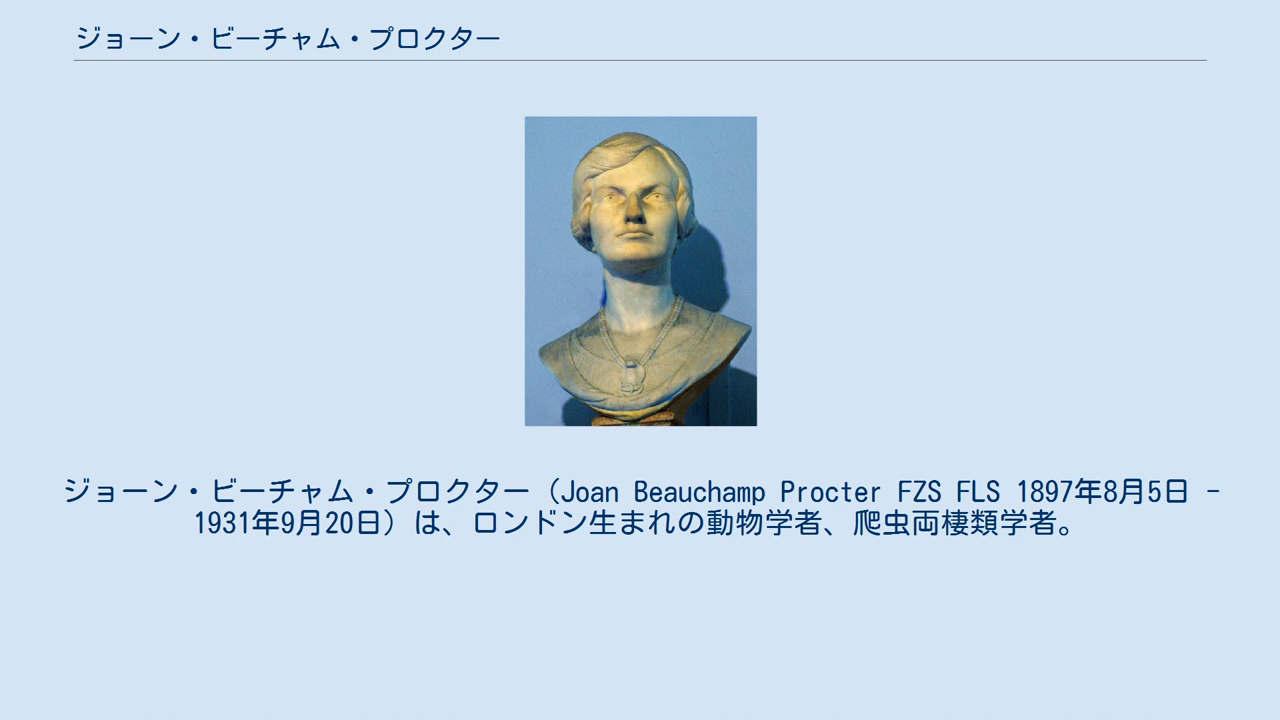 ジョーン・ビーチャム・プロクター
ジョーン・ビーチャム・プロクター（Joan Beauchamp Procter FZS FLS 1897年8月5日 -
1931年9月20日）は、ロンドン生まれの動物学者、爬虫両棲類学者。